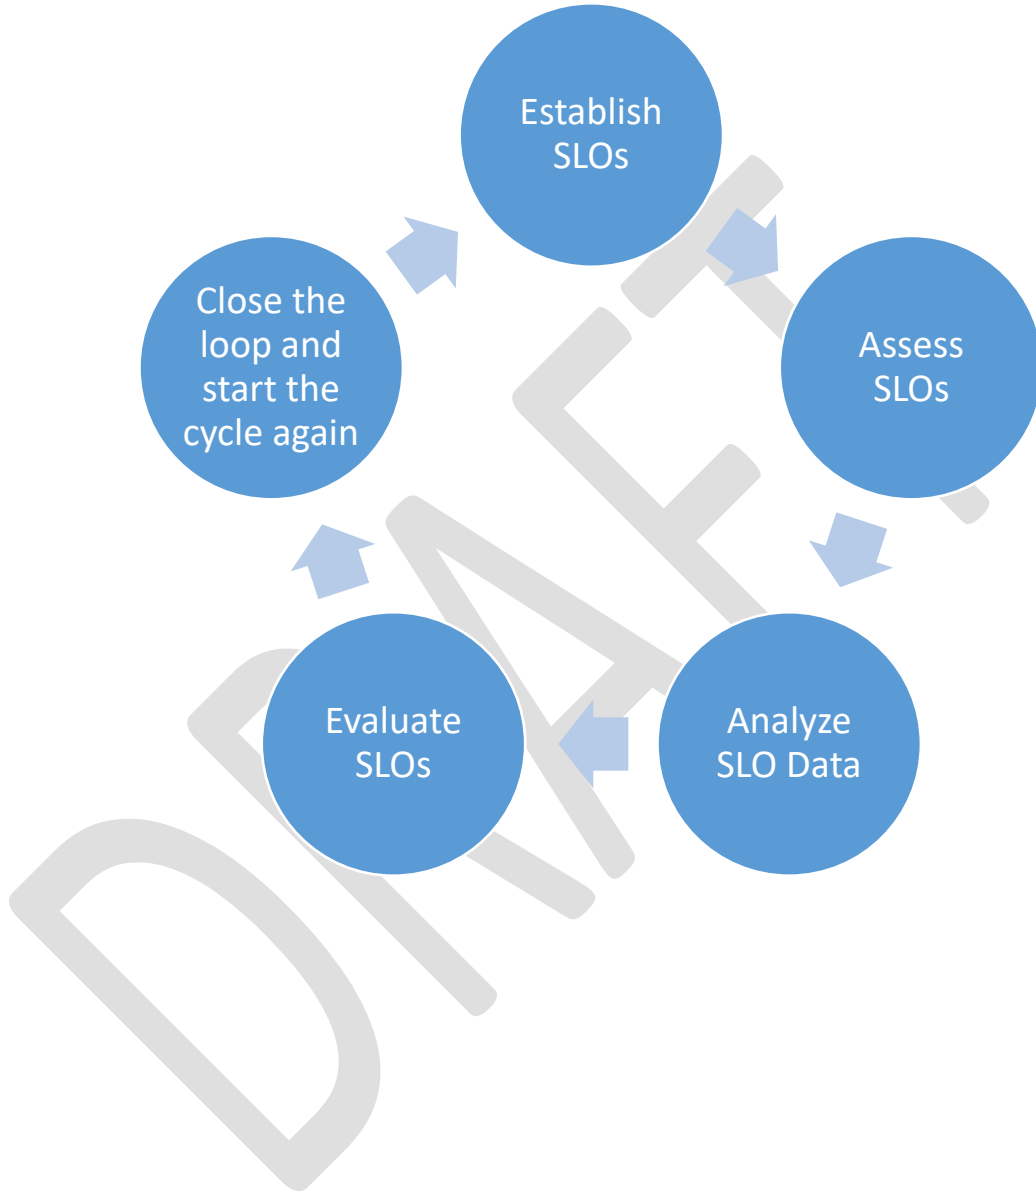 Establish
SLOs
Assess
SLOs
Analyze
SLO Data
Evaluate
SLOs
Close the
loop and
start the
cycle again
DRAFT